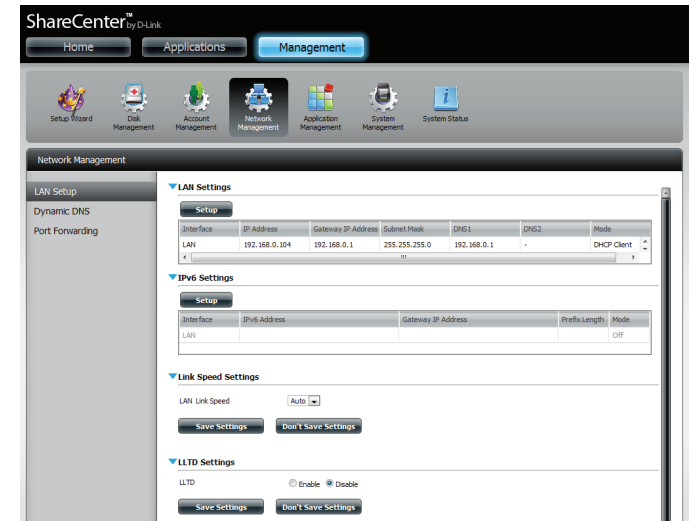 ShareCenter™ by D-Link
Home Applications Management
Setup Wizard
Disk Management
Account Management
Network Management
Application Management
System Management
System Status
Network Management
LAN Setup
Dynamic DNS
Port Forwarding
LAN Settings
Setup
Interface IP Address Gateway IP Address Subnet Mask DNS1 DNS2 Mode
LAN 192.168.0.104 192.168.0.1 255.255.255.0 192.168.0.1 - DHCP Client
IPv6 Settings
Setup
Interface IPv6 Address Gateway IP Address Prefix Length Mode
LAN Off
Link Speed Settings
LAN Link Speed Auto
Save Settings Don't Save Settings
LLTD Settings
LLTD Enable Disable
Save Settings Don't Save Settings